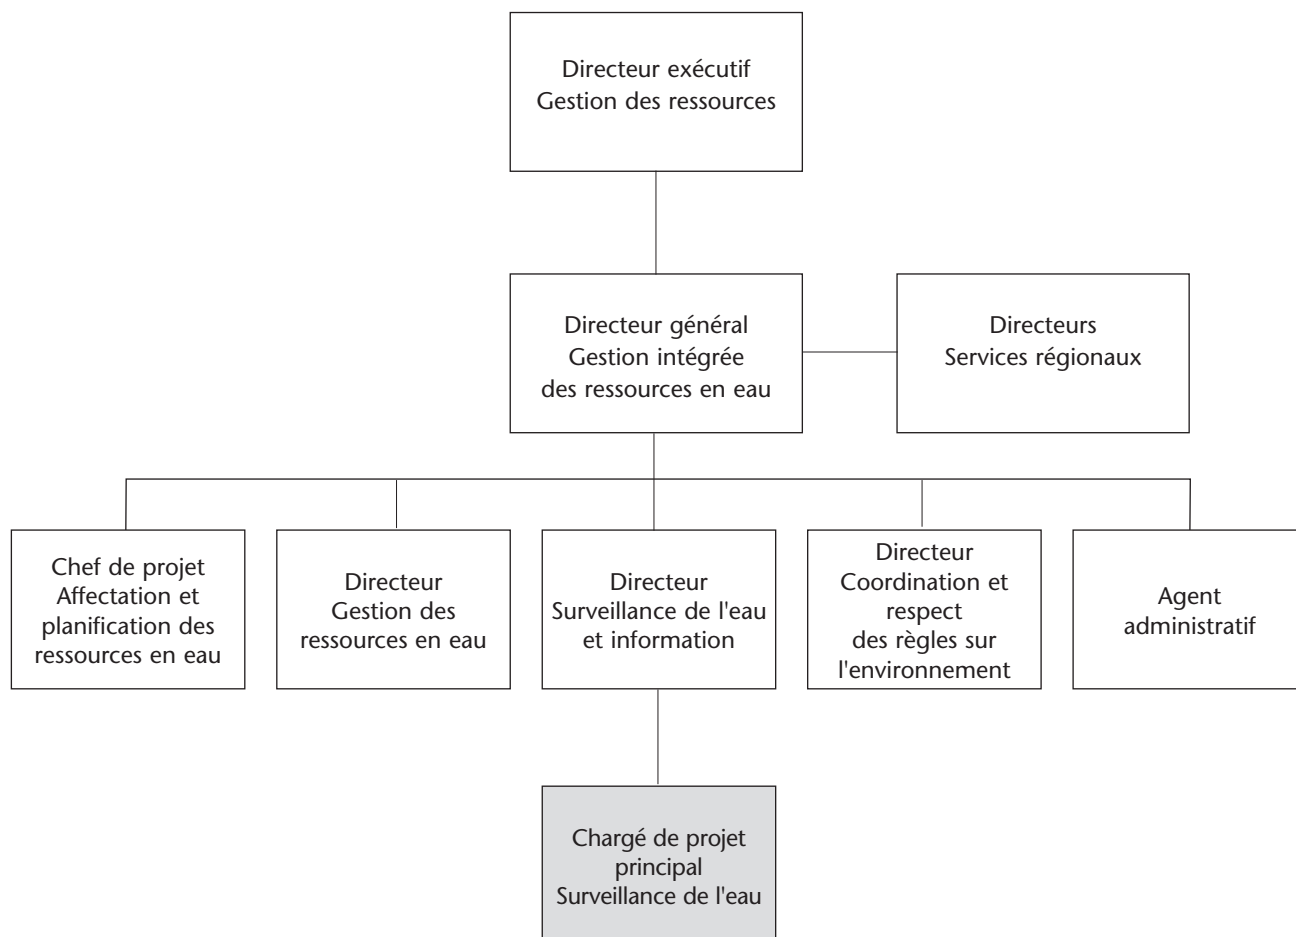 Directeur exécutif
Gestion des ressources
Directeur général
Gestion intégrée
des ressources en eau
Directeurs
Services régionaux
Chef de projet
Affectation et
planification des
ressources en eau
Directeur
Gestion des
ressources en eau
Directeur
Surveillance de l'eau
et information
Directeur
Coordination et
respect
des règles sur
l'environnement
Agent
administratif
Chargé de projet
principal
Surveillance de l'eau